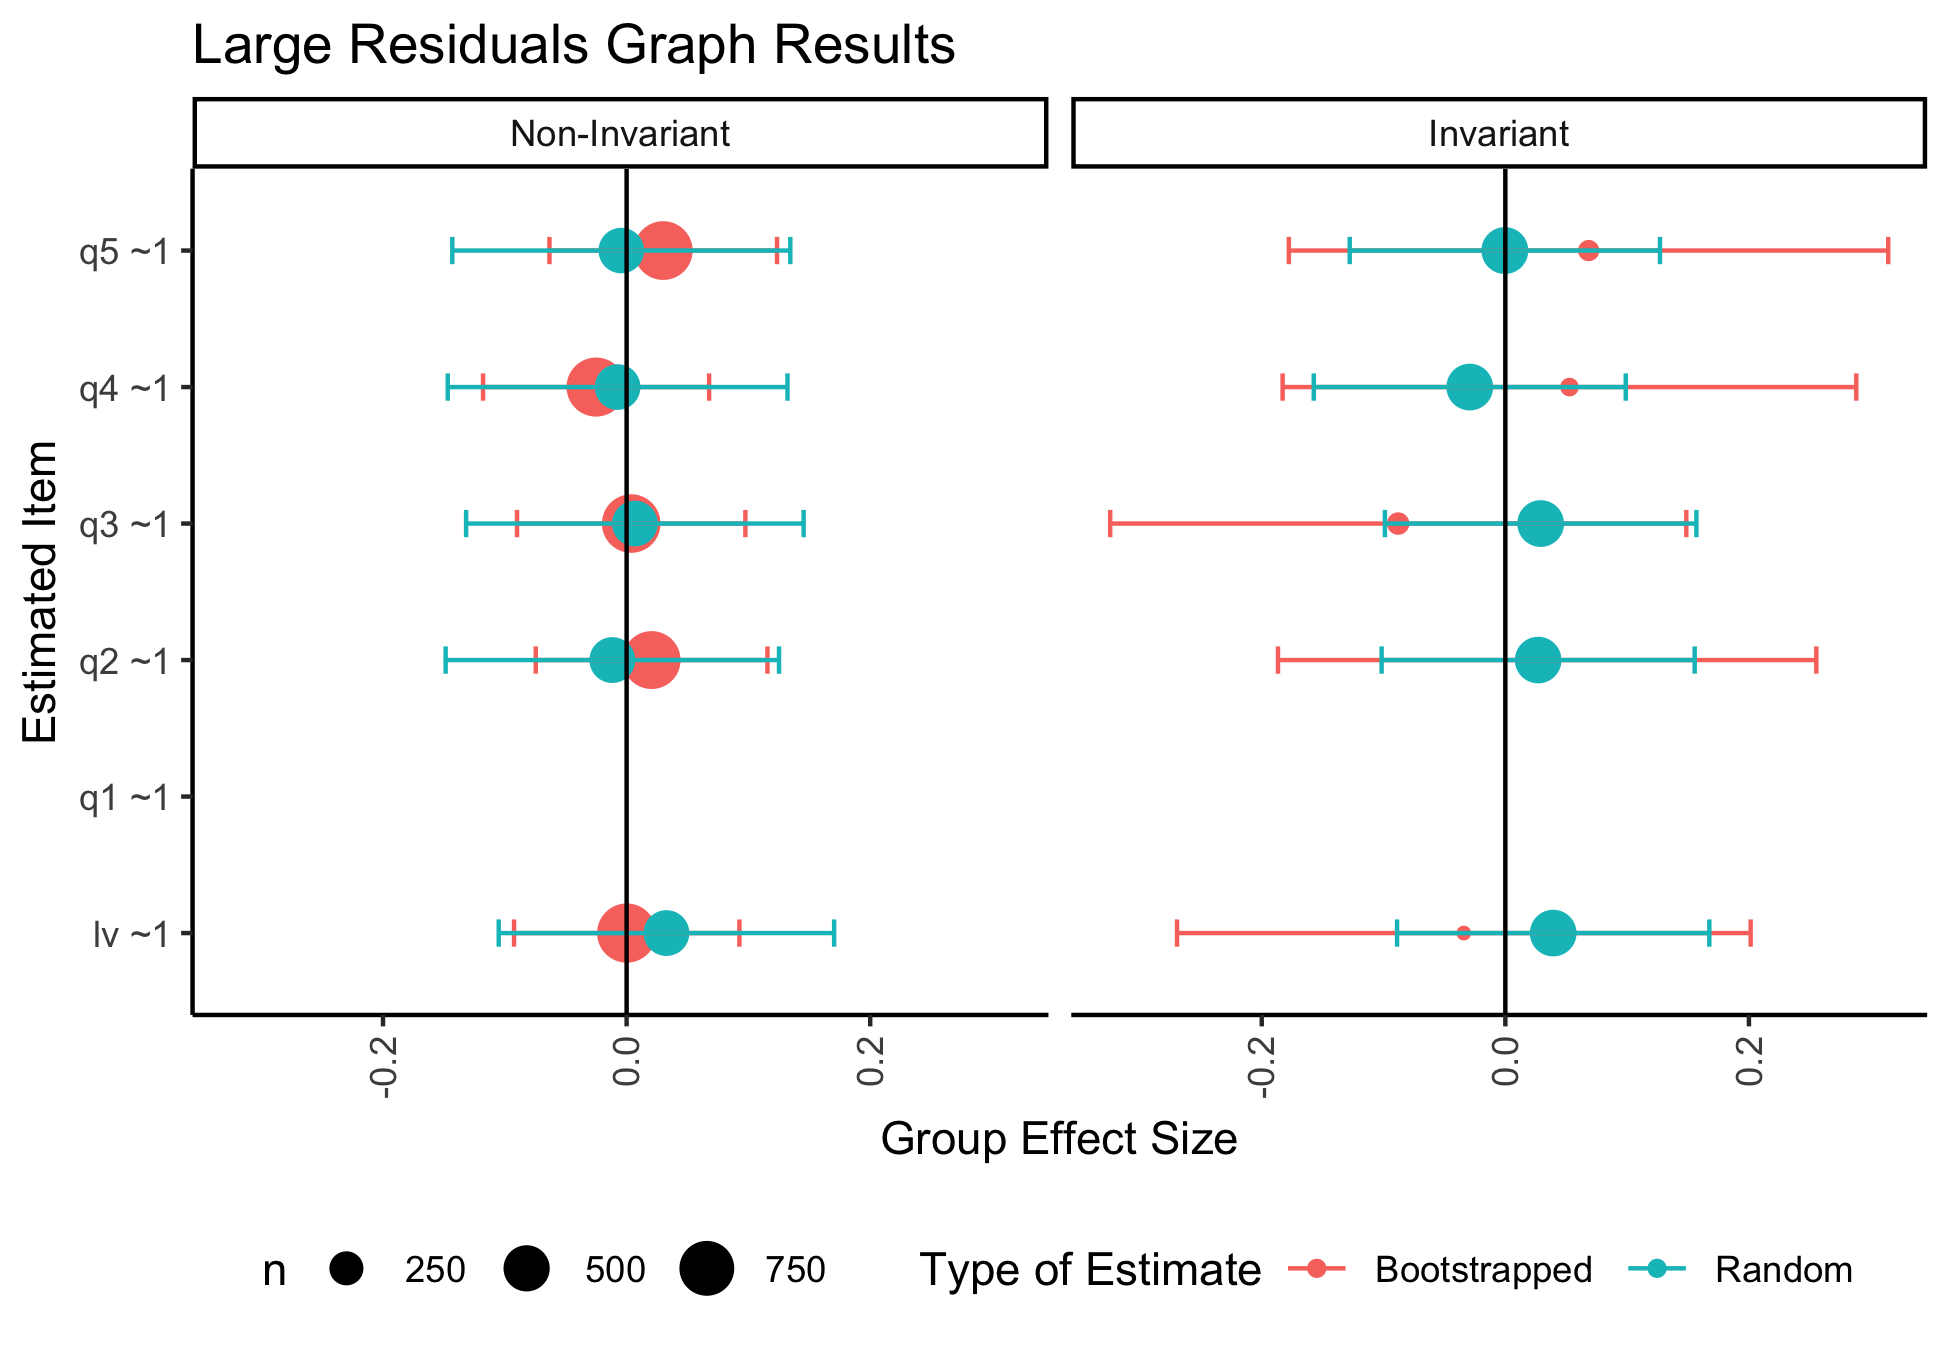 Large Residuals Graph Results
Non-Invariant
Invariant
Estimated Item
q5 ~1
q4 ~1
q3 ~1
q2 ~1
q1 ~1
lv ~1
-0.2
0.0
0.2
-0.2
0.0
0.2
Group Effect Size
n 250 500 750 Type of Estimate Bootstrapped Random